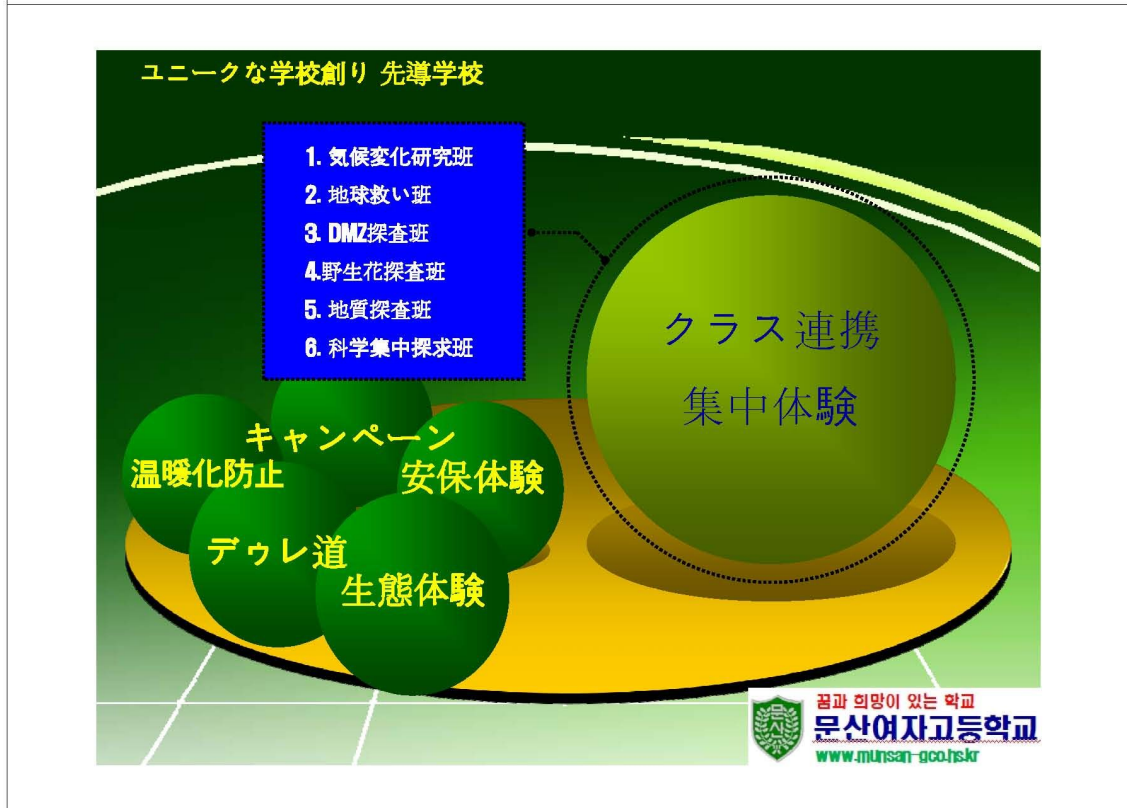 ユニークな学校創り 先導学校
1. 気候変化研究班
2. 地球救い班
3. DMZ探査班
4.野生花探査班
5. 地質探査班
6. 科学集中探求班
クラス連携
集中体験
キャンペーン
温暖化防止
安保体験
デゥレ道
生態体験
꿈과 희망이 있는 학교
문산여자고등학교
www.munsan-gco.hs.kr
문산